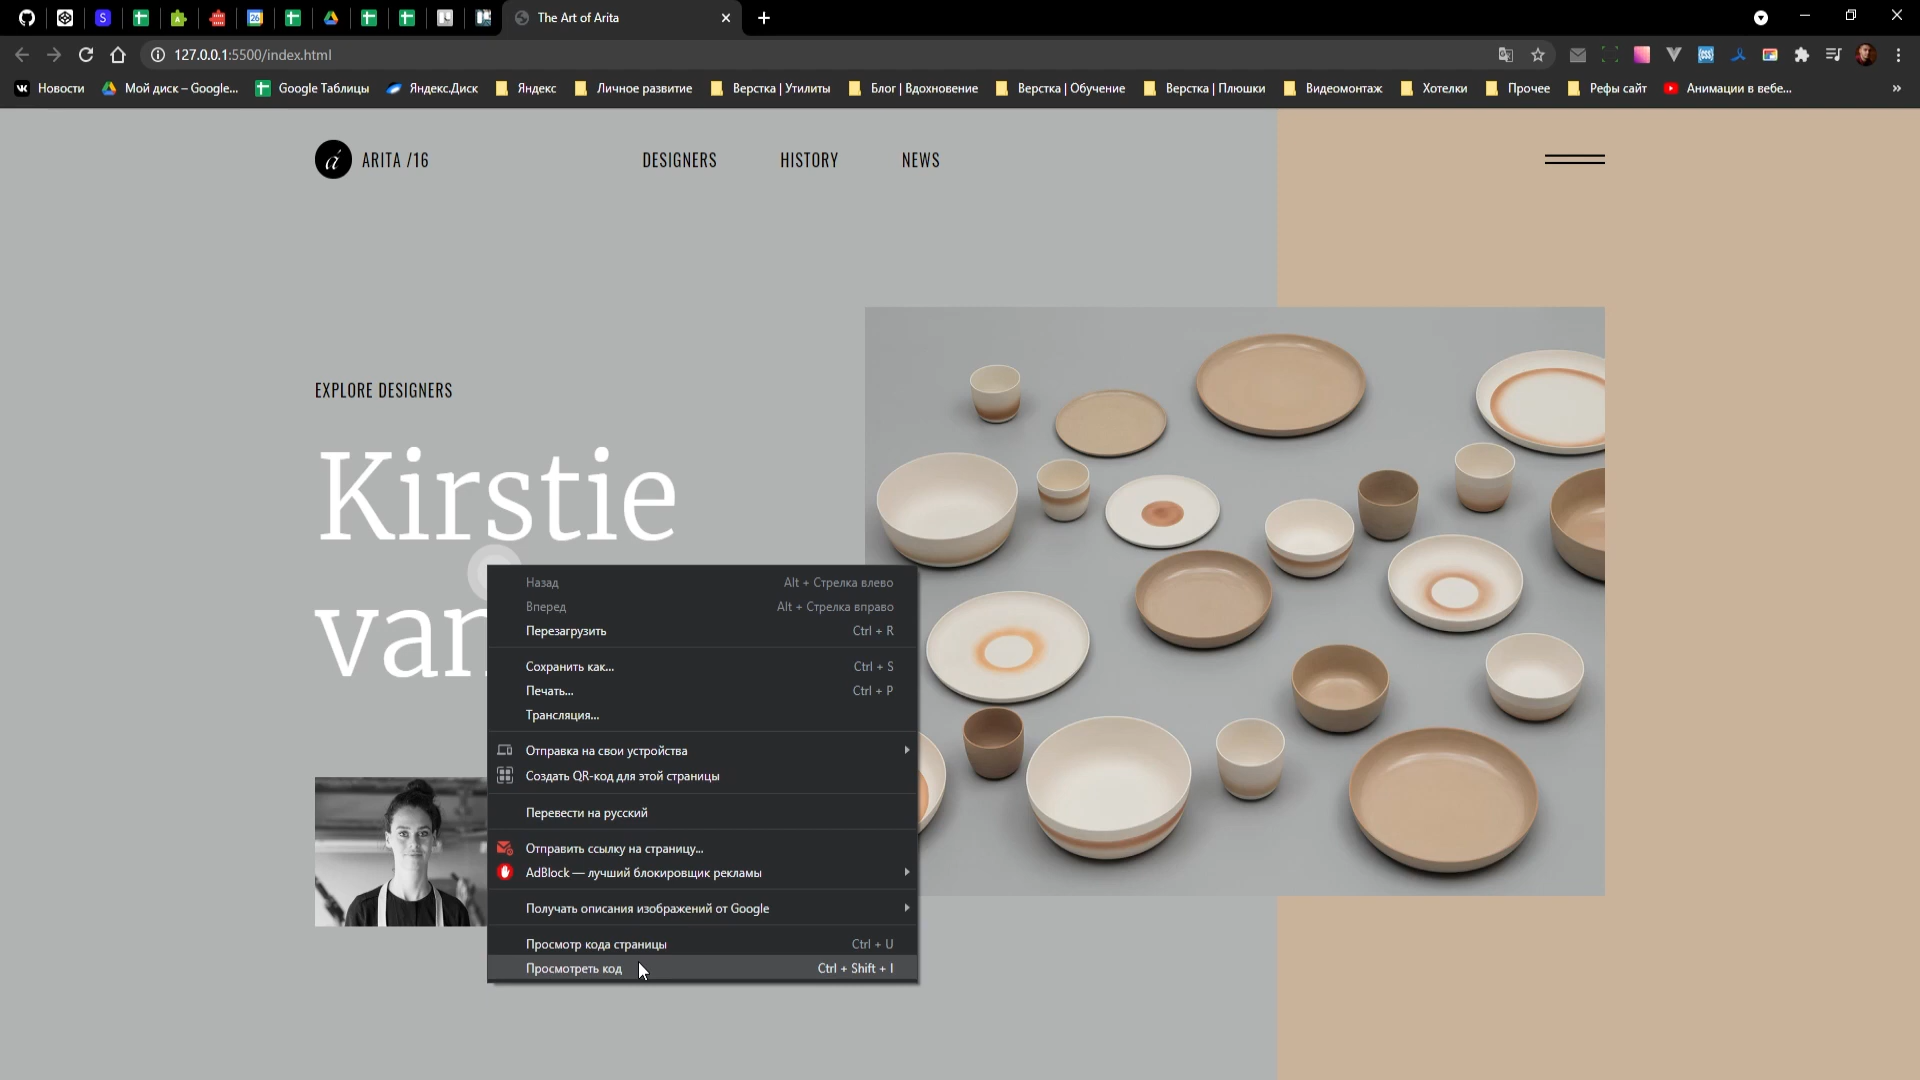 The Art of Arita
127.0.0.1:5500/index.html
Новости
Мой диск – Google...
Google Таблицы
Яндекс.Диск
Яндекс
Личное развитие
Верстка | Утилиты
Блог | Вдохновение
Верстка | Обучение
Верстка | Плюшки
Видеомонтаж
Хотелки
Прочее
Рефы сайт
Анимации в вебе...
»
á ARITA /16
DESIGNERS
HISTORY
NEWS
EXPLORE DESIGNERS
Kirstie
van
Назад Alt + Стрелка влево
Вперед Alt + Стрелка вправо
Перезагрузить Ctrl + R
Сохранить как... Ctrl + S
Печать... Ctrl + P
Трансляция...
Отправка на свои устройства
Создать QR-код для этой страницы
Перевести на русский
Отправить ссылку на страницу...
AdBlock — лучший блокировщик рекламы
Получать описания изображений от Google
Просмотр кода страницы Ctrl + U
Просмотреть код Ctrl + Shift + I